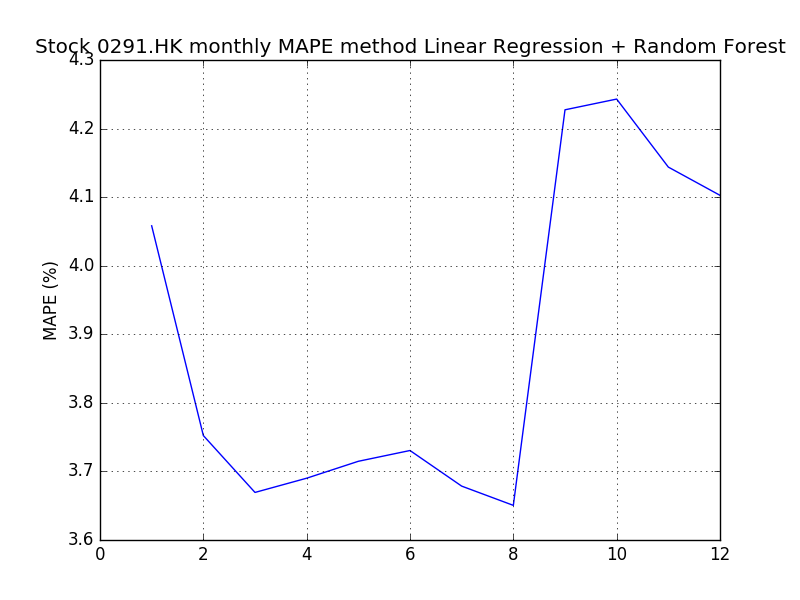 Stock 0291.HK monthly MAPE method Linear Regression + Random Forest
4.3
4.2
4.1
4.0
3.9
3.8
3.7
3.6
MAPE (%)
0 2 4 6 8 10 12